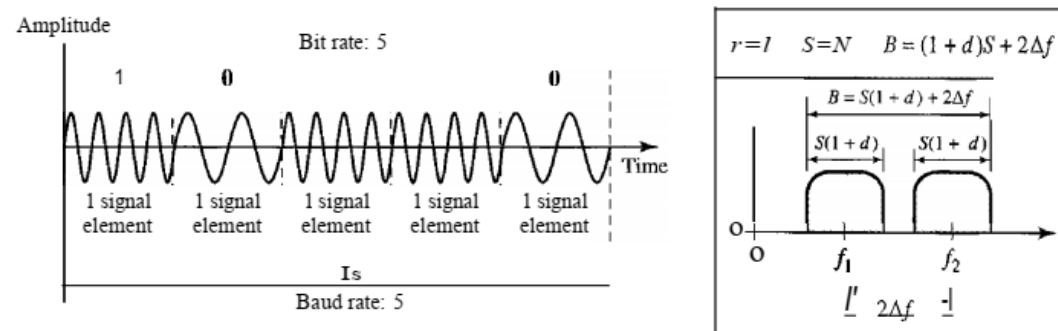 Amplitude
Bit rate: 5
1 0 0
Time
1 signal element 1 signal element 1 signal element 1 signal element 1 signal element
Is
Baud rate: 5
r=1 S=N B=(1+d)S+2Δf
B=S(1+d)+2Δf
S(1+d) S(1+d)
O
O f₁ f₂
2Δf